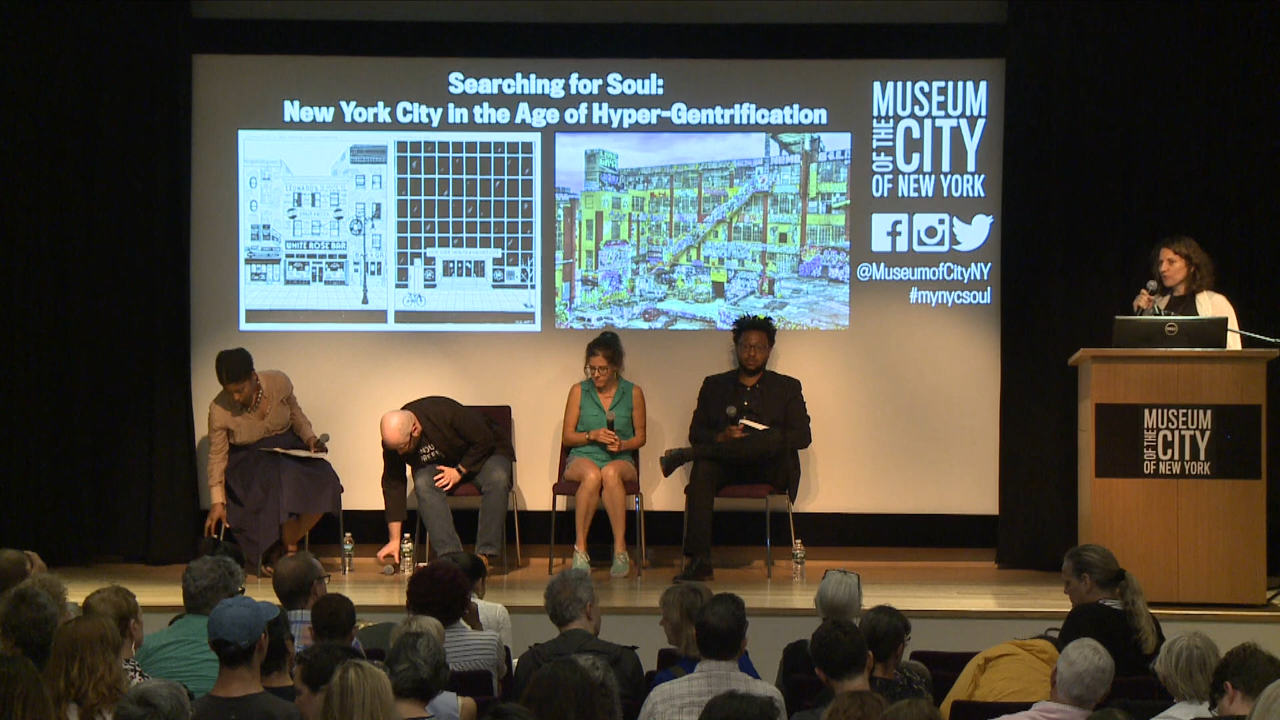 Searching for Soul:
New York City in the Age of Hyper-Gentrification
MUSEUM
OF THE
CITY
OF NEW YORK
@MuseumofCityNY
#mynycsoul
WHITE ROSE BAR
DELL
MUSEUM
OF THE
CITY
OF NEW YORK